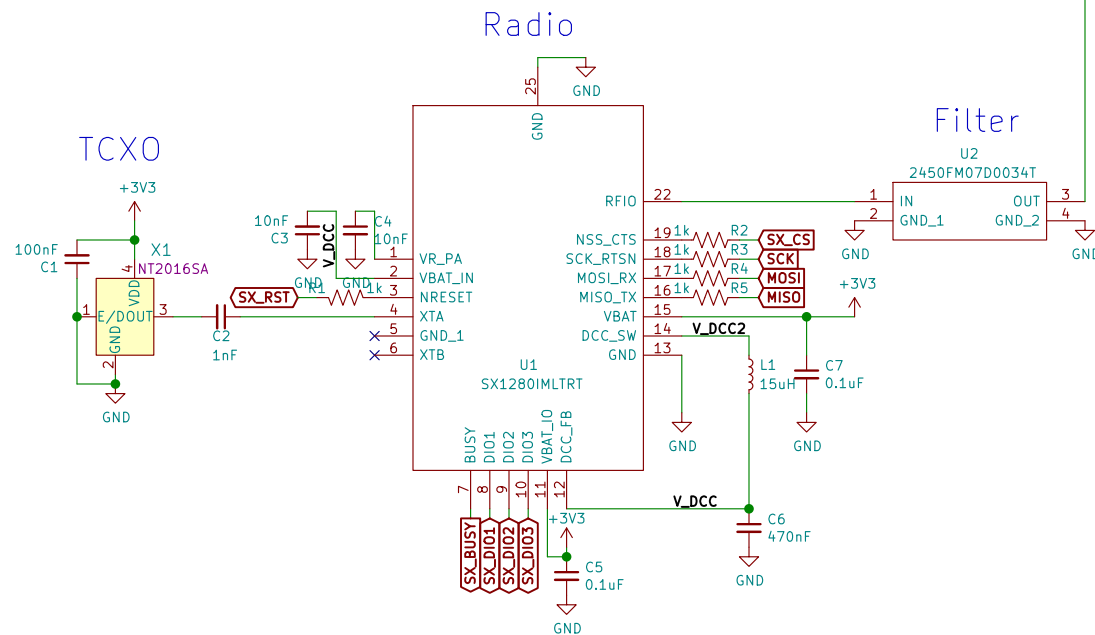 Radio
25
GND
GND
TCXO
+3V3
100nF
C1
X1
NT2016SA
4
VDD
1
E/D
OUT
3
GND
2
GND
C2
1nF
10nF
C3
GND
V_DCC
C4
10nF
GND
SX_RST
R1
1k
1
VR_PA
2
VBAT_IN
3
NRESET
4
XTA
5
GND_1
6
XTB
U1
SX1280IMLTRT
RFIO
22
NSS_CTS
19
1k
R2
SX_CS
SCK_RTSN
18
1k
R3
SCK
MOSI_RX
17
1k
R4
MOSI
MISO_TX
16
1k
R5
MISO
VBAT
15
+3V3
DCC_SW
14
V_DCC2
GND
13
GND
L1
15uH
C7
0.1uF
GND
BUSY
DIO1
DIO2
DIO3
VBAT_IO
DCC_FB
7
8
9
10
11
12
SX_BUSY
SX_DIO1
SX_DIO2
SX_DIO3
+3V3
C5
0.1uF
GND
V_DCC
C6
470nF
GND
Filter
U2
2450FM07D0034T
1
IN
OUT
3
2
GND_1
GND_2
4
GND
GND